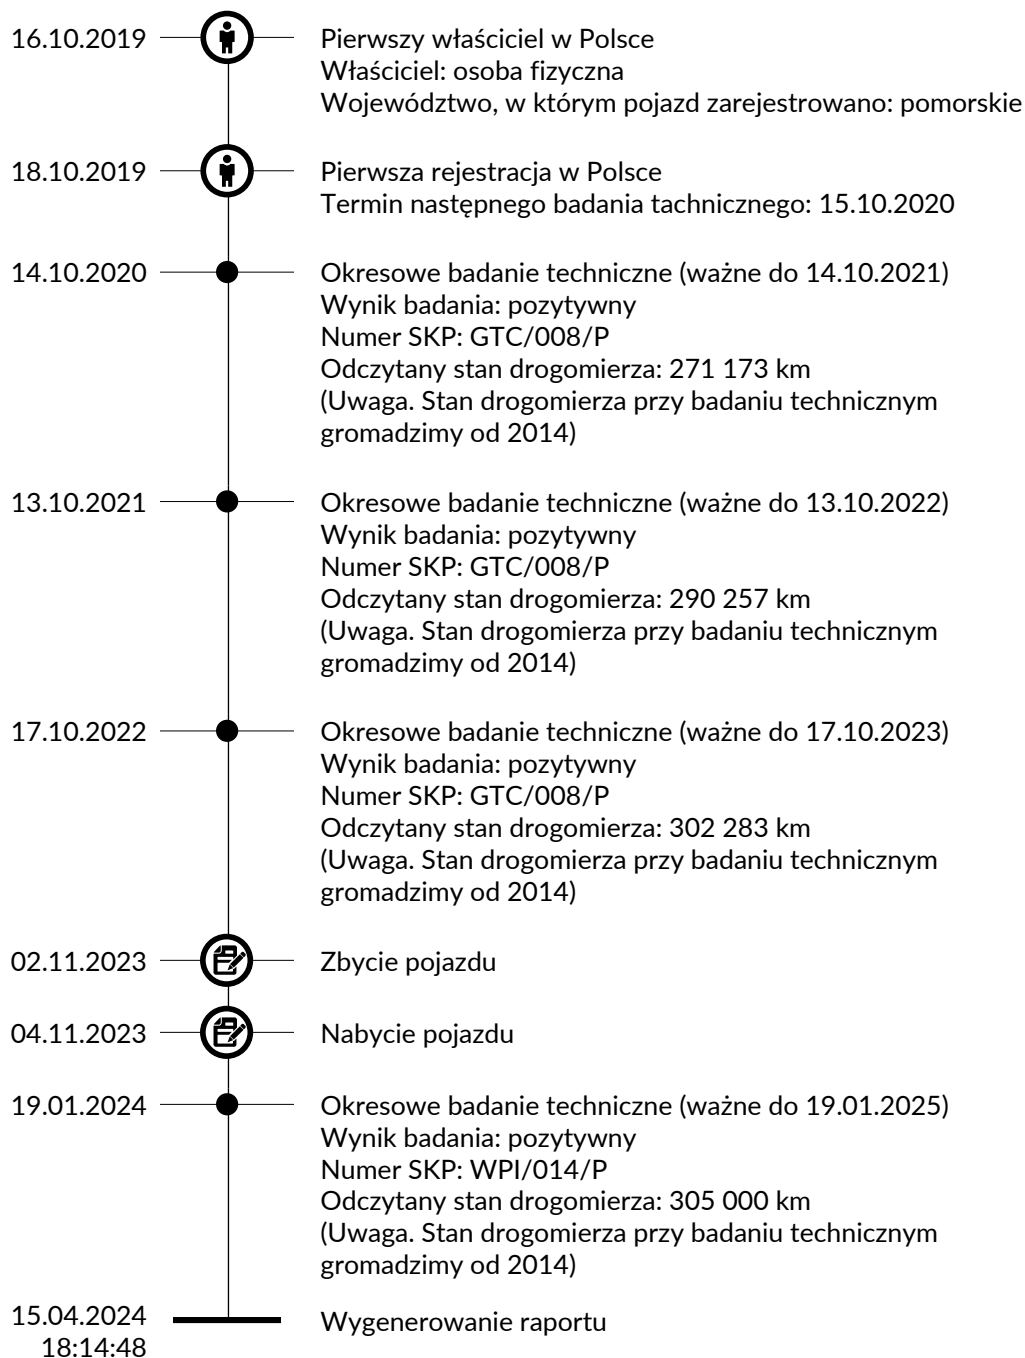 16.10.2019
Pierwszy właściciel w Polsce
Właściciel: osoba fizyczna
Województwo, w którym pojazd zarejestrowano: pomorskie
18.10.2019
Pierwsza rejestracja w Polsce
Termin następnego badania tachnicznego: 15.10.2020
14.10.2020
Okresowe badanie techniczne (ważne do 14.10.2021)
Wynik badania: pozytywny
Numer SKP: GTC/008/P
Odczytany stan drogomierza: 271 173 km
(Uwaga. Stan drogomierza przy badaniu technicznym
gromadzimy od 2014)
13.10.2021
Okresowe badanie techniczne (ważne do 13.10.2022)
Wynik badania: pozytywny
Numer SKP: GTC/008/P
Odczytany stan drogomierza: 290 257 km
(Uwaga. Stan drogomierza przy badaniu technicznym
gromadzimy od 2014)
17.10.2022
Okresowe badanie techniczne (ważne do 17.10.2023)
Wynik badania: pozytywny
Numer SKP: GTC/008/P
Odczytany stan drogomierza: 302 283 km
(Uwaga. Stan drogomierza przy badaniu technicznym
gromadzimy od 2014)
02.11.2023
Zbycie pojazdu
04.11.2023
Nabycie pojazdu
19.01.2024
Okresowe badanie techniczne (ważne do 19.01.2025)
Wynik badania: pozytywny
Numer SKP: WPI/014/P
Odczytany stan drogomierza: 305 000 km
(Uwaga. Stan drogomierza przy badaniu technicznym
gromadzimy od 2014)
15.04.2024
18:14:48
Wygenerowanie raportu